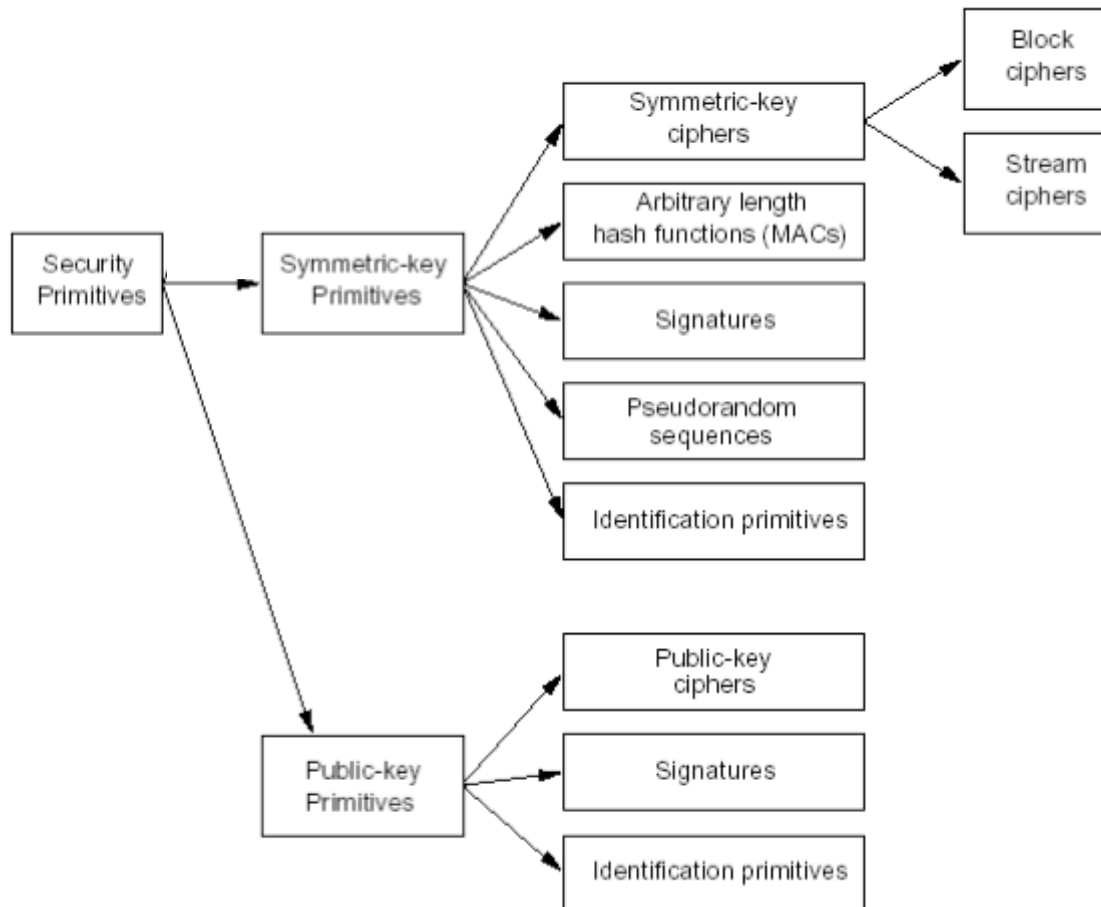 Block
ciphers
Symmetric-key
ciphers
Stream
ciphers
Arbitrary length
hash functions (MACs)
Security
Primitives
Symmetric-key
Primitives
Signatures
Pseudorandom
sequences
Identification primitives
Public-key
ciphers
Public-key
Primitives
Signatures
Identification primitives